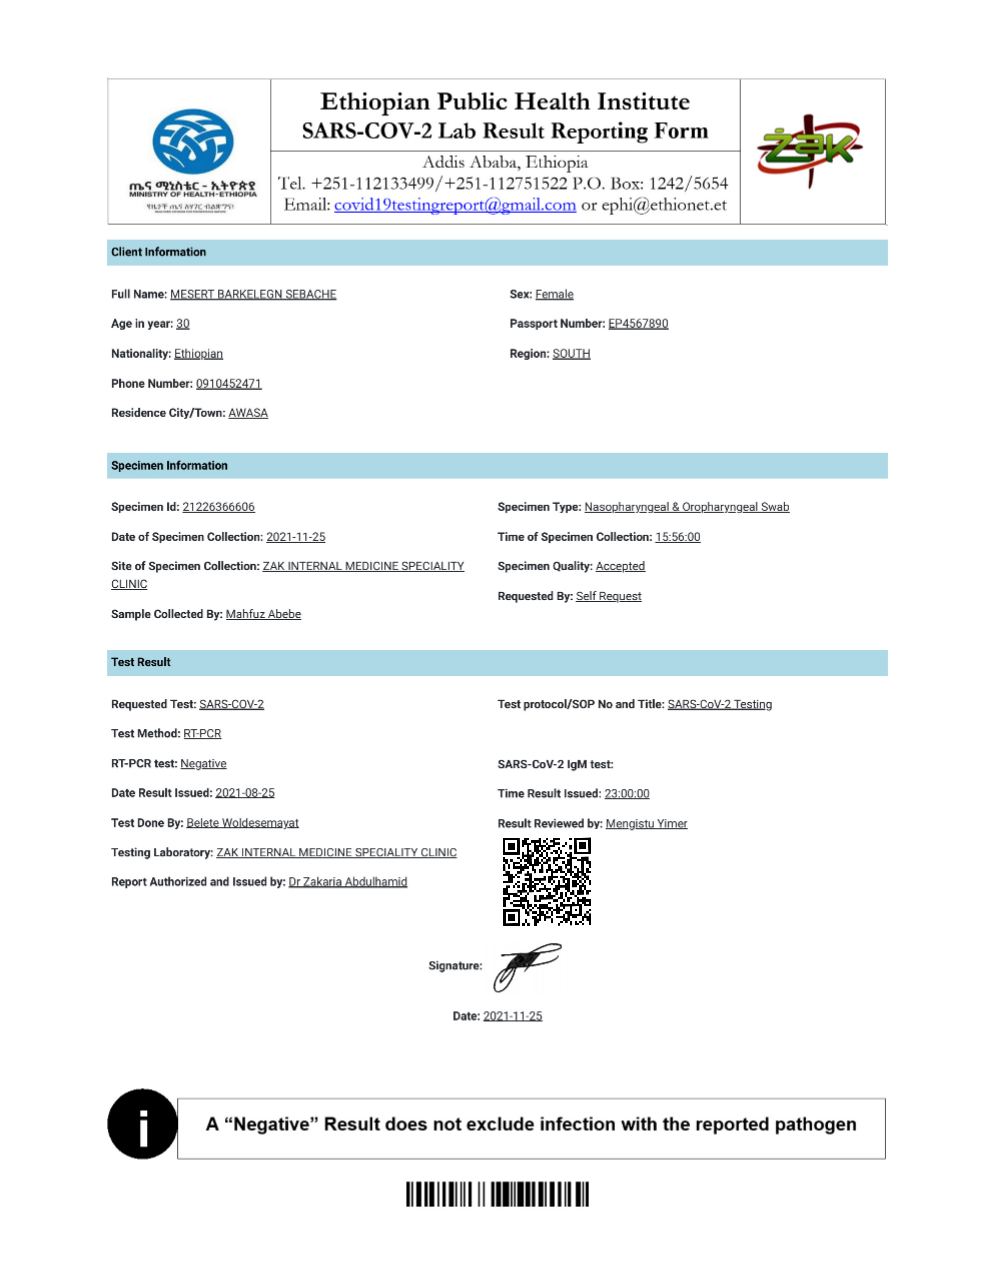 Ethiopian Public Health Institute
SARS-COV-2 Lab Result Reporting Form
Addis Ababa, Ethiopia
Tel. +251-112133499/+251-112751522 P.O. Box: 1242/5654
Email: covid19testingreport@gmail.com or ephi@ethionet.et
ጤና ሚኒስቴር - ኢትዮጵያ
MINISTRY OF HEALTH-ETHIOPIA
żak
Client Information
Full Name: MESERT BARKELEGN SEBACHE
Sex: Female
Age in year: 30
Passport Number: EP4567890
Nationality: Ethiopian
Region: SOUTH
Phone Number: 0910452471
Residence City/Town: AWASA
Specimen Information
Specimen Id: 21226366606
Specimen Type: Nasopharyngeal & Oropharyngeal Swab
Date of Specimen Collection: 2021-11-25
Time of Specimen Collection: 15:56:00
Site of Specimen Collection: ZAK INTERNAL MEDICINE SPECIALITY
CLINIC
Specimen Quality: Accepted
Requested By: Self Request
Sample Collected By: Mahfuz Abebe
Test Result
Requested Test: SARS-COV-2
Test protocol/SOP No and Title: SARS-CoV-2 Testing
Test Method: RT-PCR
RT-PCR test: Negative
SARS-CoV-2 IgM test:
Date Result Issued: 2021-08-25
Time Result Issued: 23:00:00
Test Done By: Belete Woldesemayat
Result Reviewed by: Mengistu Yimer
Testing Laboratory: ZAK INTERNAL MEDICINE SPECIALITY CLINIC
Report Authorized and Issued by: Dr Zakaria Abdulhamid
Signature:
Date: 2021-11-25
i
A “Negative” Result does not exclude infection with the reported pathogen